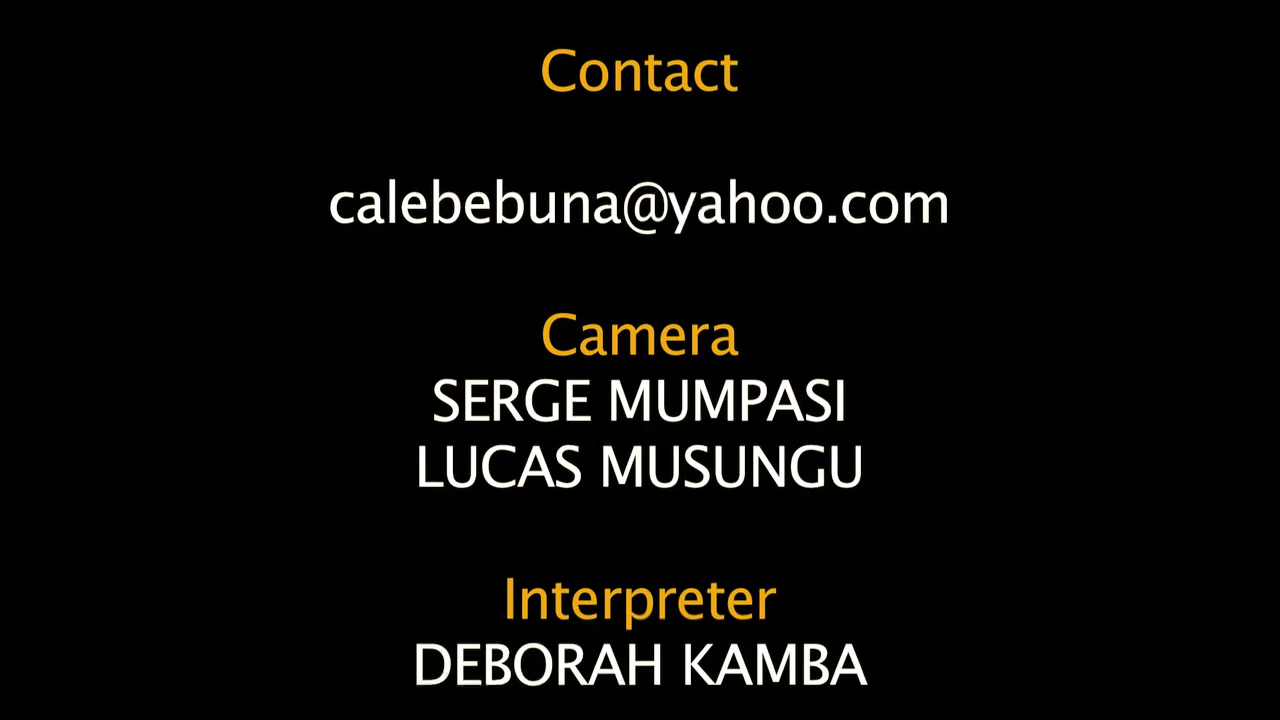 Contact
calebebuna@yahoo.com
Camera
SERGE MUMPASI
LUCAS MUSUNGU
Interpreter
DEBORAH KAMBA